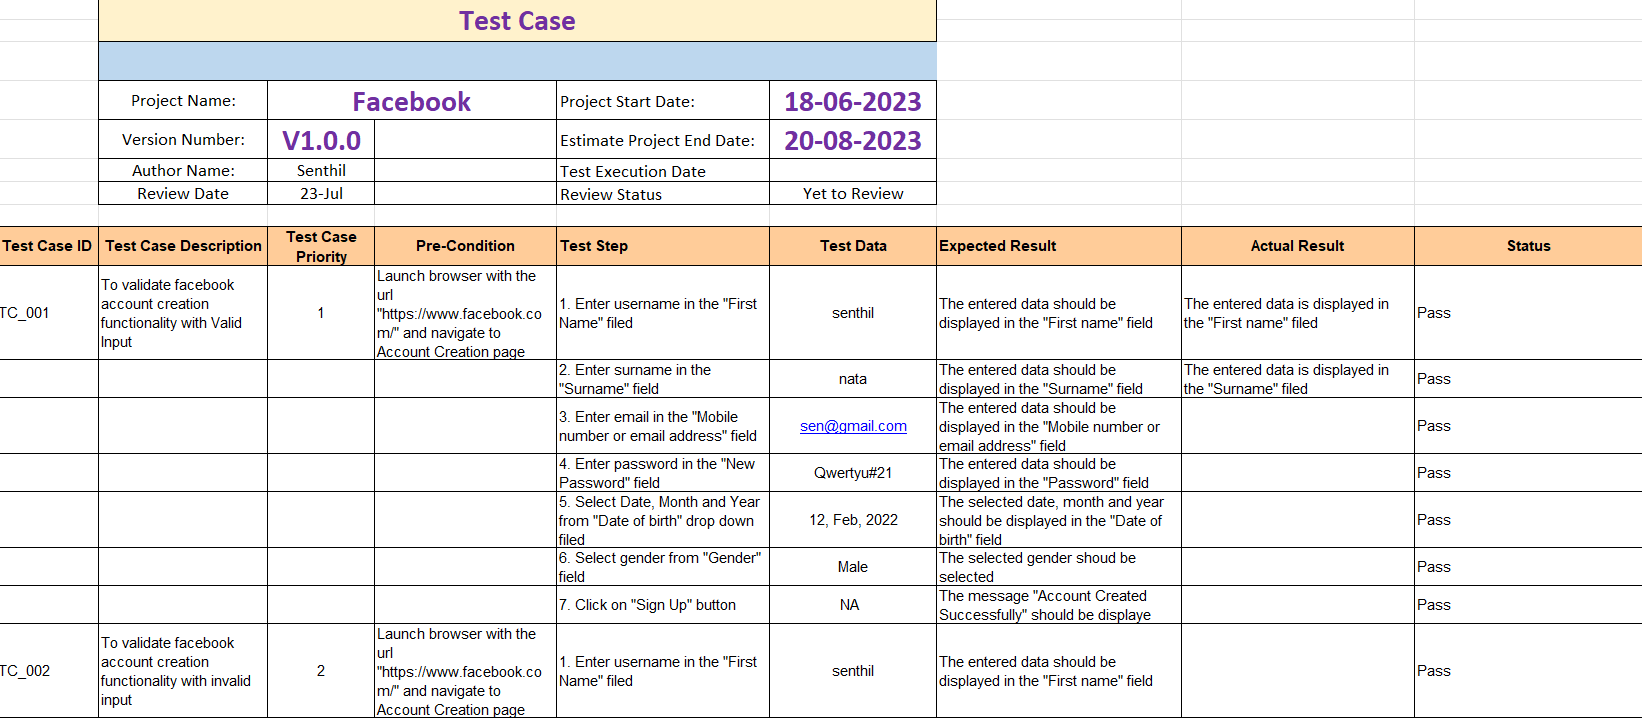 Test Case
Project Name:
Facebook
Project Start Date:
18-06-2023
Version Number:
V1.0.0
Estimate Project End Date:
20-08-2023
Author Name:
Senthil
Test Execution Date
Review Date
23-Jul
Review Status
Yet to Review
Test Case ID
Test Case Description
Test Case
Priority
Pre-Condition
Test Step
Test Data
Expected Result
Actual Result
Status
TC_001
To validate facebook
account creation
functionality with Valid
Input
1
Launch browser with the
url
"https://www.facebook.co
m/" and navigate to
Account Creation page
1. Enter username in the "First
Name" filed
senthil
The entered data should be
displayed in the "First name" field
The entered data is displayed in
the "First name" filed
Pass
2. Enter surname in the
"Surname" field
nata
The entered data should be
displayed in the "Surname" field
The entered data is displayed in
the "Surname" filed
Pass
3. Enter email in the "Mobile
number or email address" field
sen@gmail.com
The entered data should be
displayed in the "Mobile number or
email address" field
Pass
4. Enter password in the "New
Password" field
Qwertyu#21
The entered data should be
displayed in the "Password" field
Pass
5. Select Date, Month and Year
from "Date of birth" drop down
filed
12, Feb, 2022
The selected date, month and year
should be displayed in the "Date of
birth" field
Pass
6. Select gender from "Gender"
field
Male
The selected gender shoud be
selected
Pass
7. Click on "Sign Up" button
NA
The message "Account Created
Successfully" should be displaye
Pass
TC_002
To validate facebook
account creation
functionality with invalid
input
2
Launch browser with the
url
"https://www.facebook.co
m/" and navigate to
Account Creation page
1. Enter username in the "First
Name" filed
senthil
The entered data should be
displayed in the "First name" field
Pass